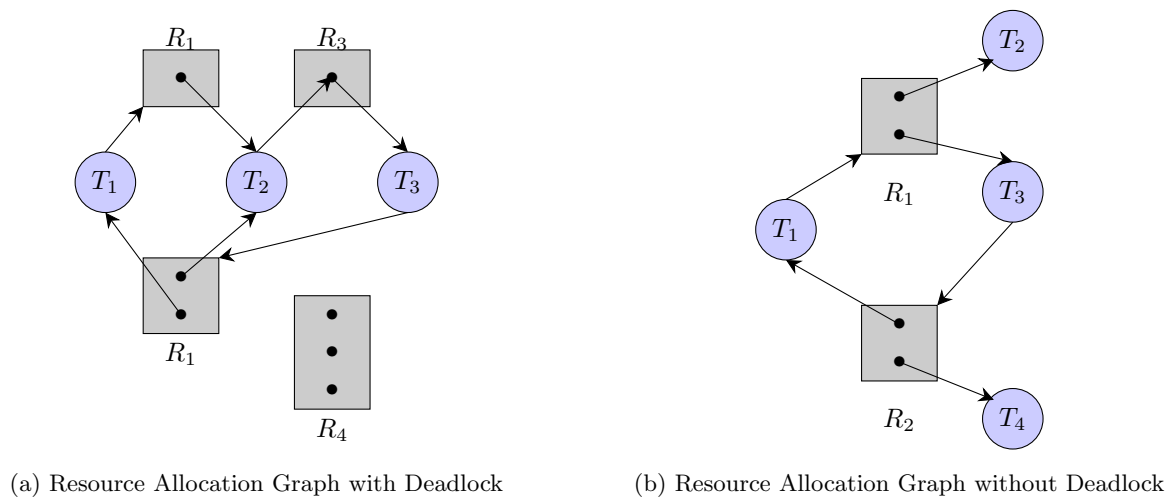 R₁ R₃
T₁ T₂ T₃
R₁
R₄
T₂
R₁
T₃
T₁
R₂
T₄
(a) Resource Allocation Graph with Deadlock
(b) Resource Allocation Graph without Deadlock